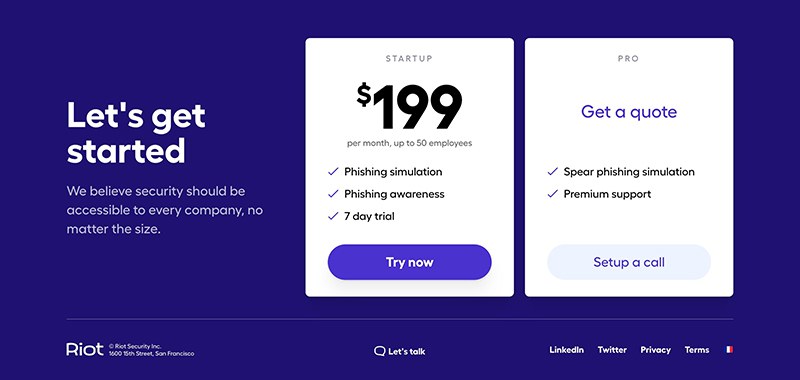 Let's get
started
We believe security should be
accessible to every company, no
matter the size.
STARTUP
$199
per month, up to 50 employees
Phishing simulation
Phishing awareness
7 day trial
Try now
PRO
Get a quote
Spear phishing simulation
Premium support
Setup a call
Riot
© Riot Security Inc.
1600 15th Street, San Francisco
Let's talk
LinkedIn Twitter Privacy Terms